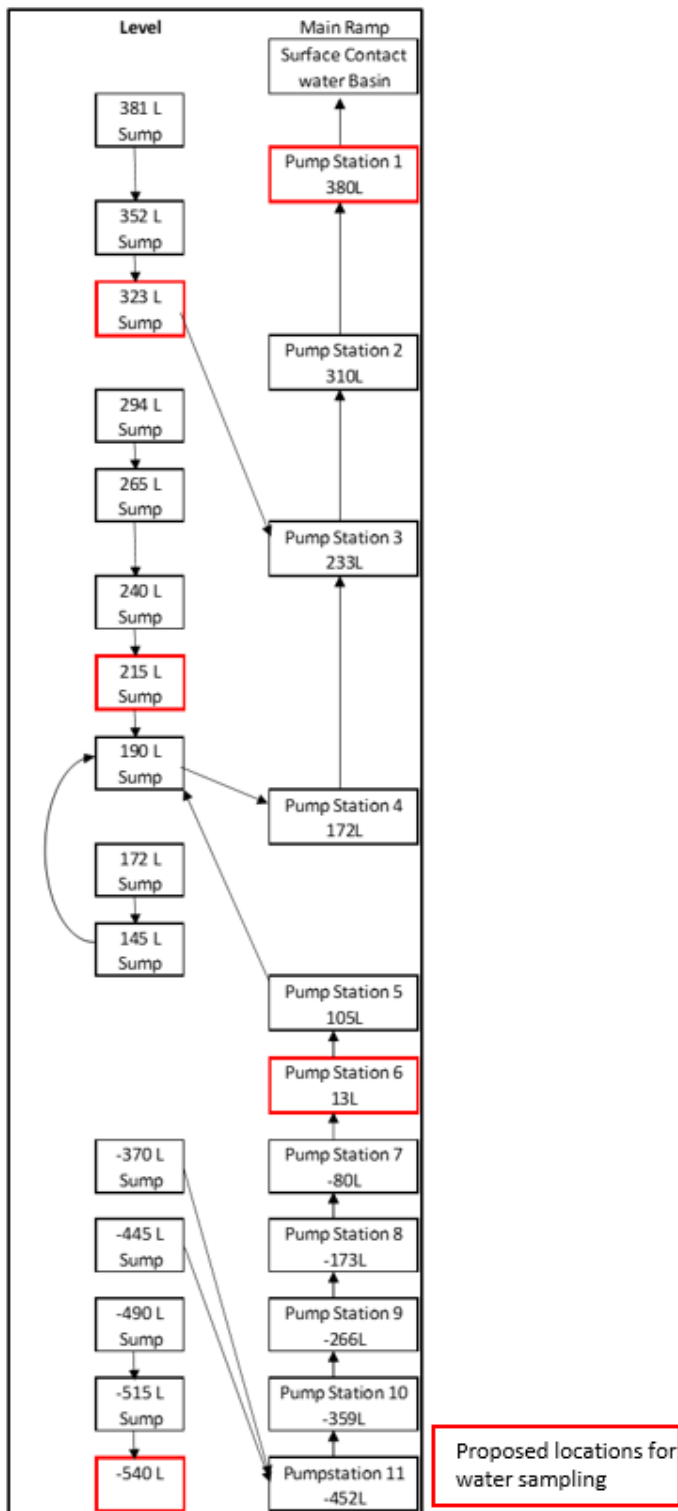 Level
Main Ramp
Surface Contact
water Basin
381 L
Sump
Pump Station 1
380L
352 L
Sump
323 L
Sump
Pump Station 2
310L
294 L
Sump
265 L
Sump
Pump Station 3
233L
240 L
Sump
215 L
Sump
190 L
Sump
Pump Station 4
172L
172 L
Sump
145 L
Sump
Pump Station 5
105L
Pump Station 6
13L
-370 L
Sump
Pump Station 7
-80L
-445 L
Sump
Pump Station 8
-173L
-490 L
Sump
Pump Station 9
-266L
-515 L
Sump
Pump Station 10
-359L
-540 L
Pumpstation 11
-452L
Proposed locations for
water sampling